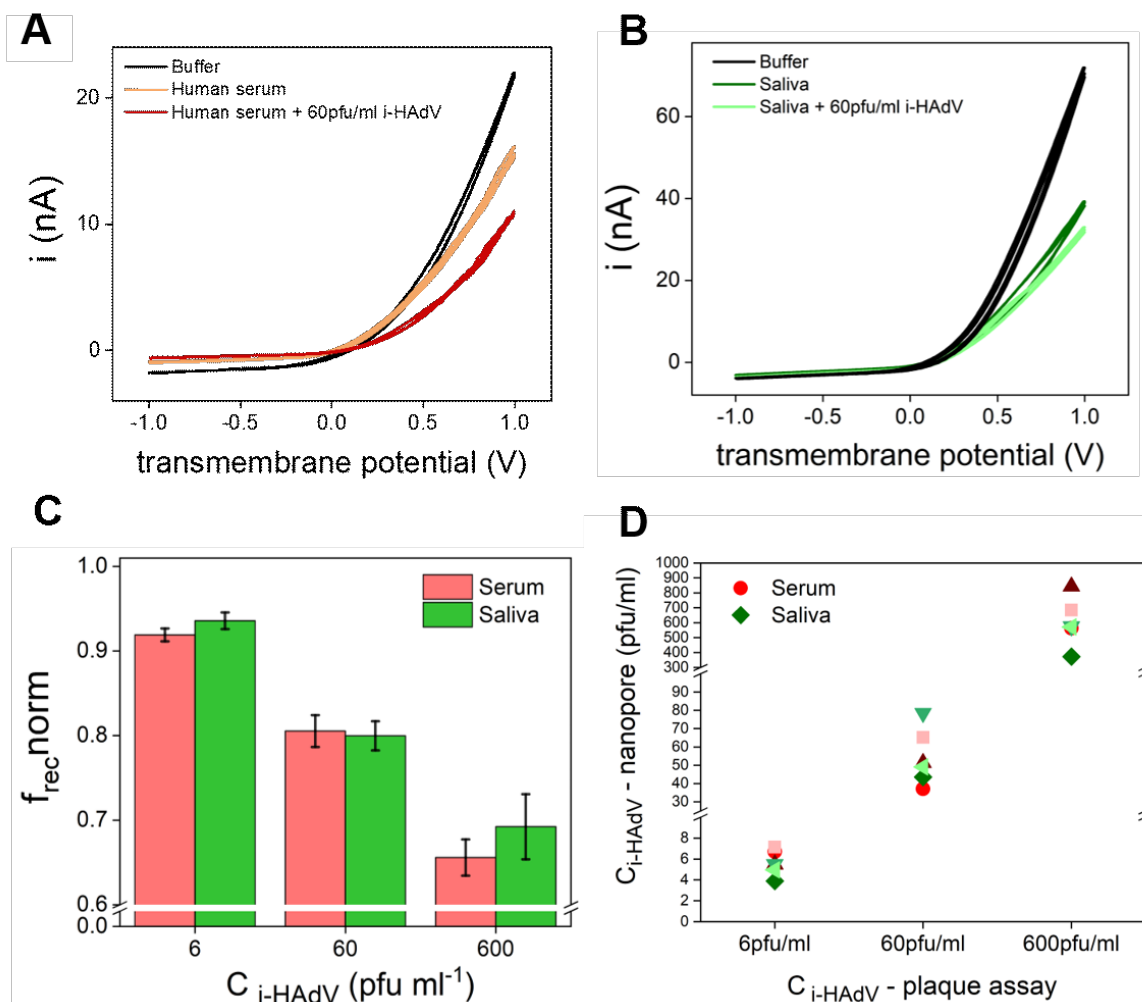 A
Buffer
Human serum
Human serum + 60pfu/ml i-HAdV
20
10
0
i (nA)
-1.0 -0.5 0.0 0.5 1.0
transmembrane potential (V)
B
Buffer
Saliva
Saliva + 60pfu/ml i-HAdV
60
40
20
0
i (nA)
-1.0 -0.5 0.0 0.5 1.0
transmembrane potential (V)
C
Serum
Saliva
1.0
0.9
0.8
0.7
0.6
0.0
f_rec norm
6 60 600
C i-HAdV (pfu ml⁻¹)
D
Serum
Saliva
1000
900
800
700
600
500
400
300
90
80
70
60
50
40
30
8
6
4
2
0
C i-HAdV - nanopore (pfu/ml)
6pfu/ml 60pfu/ml 600pfu/ml
C i-HAdV - plaque assay